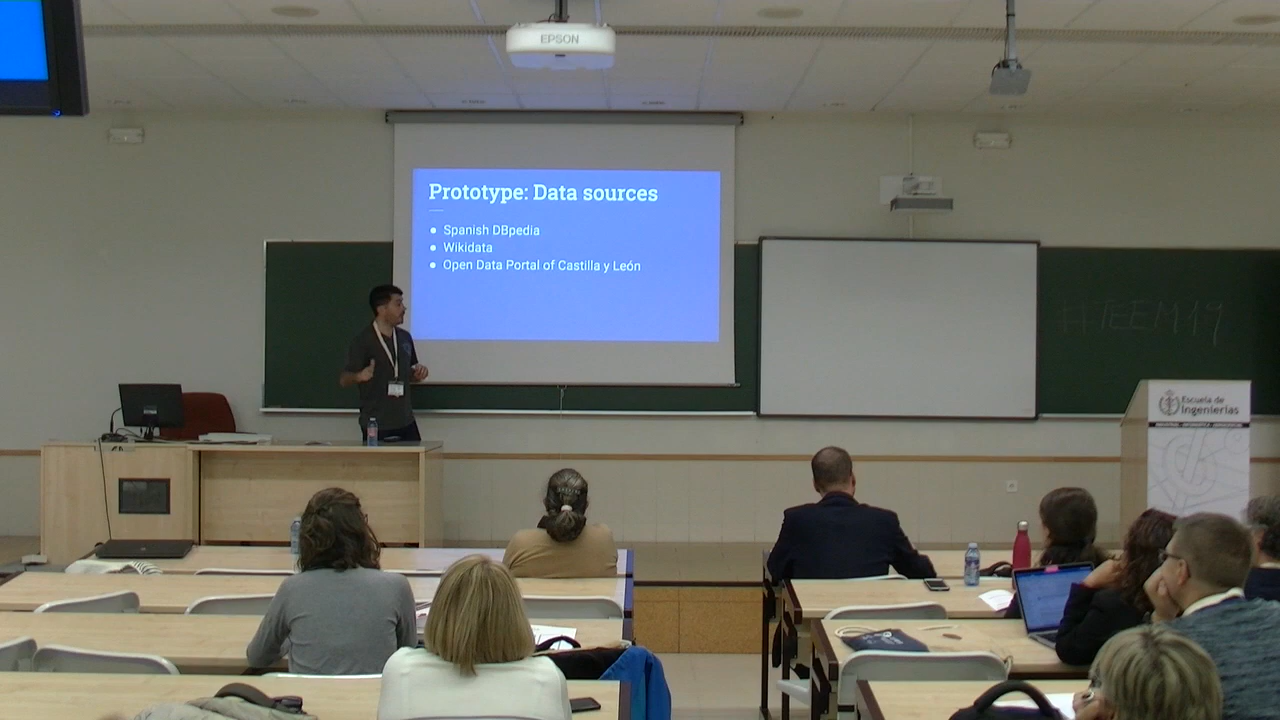 EPSON
Prototype: Data sources
● Spanish DBpedia
● Wikidata
● Open Data Portal of Castilla y León
#TEEM19
Escuela de
Ingenierías